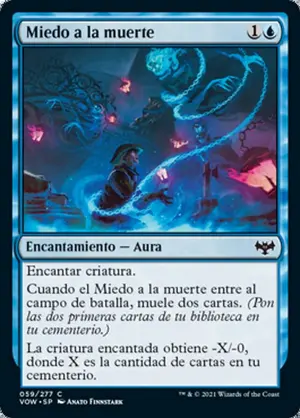 Miedo a la muerte 1
Encantamiento — Aura
Encantar criatura.
Cuando el Miedo a la muerte entre al
campo de batalla, muele dos cartas. (Pon
las dos primeras cartas de tu biblioteca en
tu cementerio.)
La criatura encantada obtiene -X/-0,
donde X es la cantidad de cartas en tu
cementerio.
059/277 C
VOW • SP Anato Finnstark
™ & © 2021 Wizards of the Coast